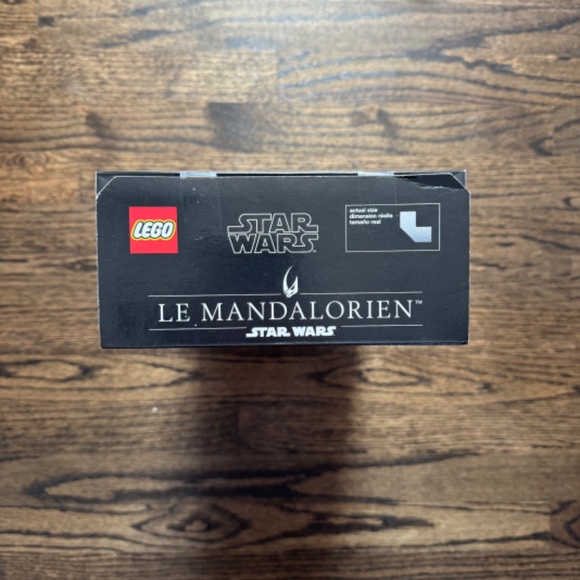 LEGO
STAR
WARS
actual size
dimension réelle
tamaño real
LE MANDALORIEN™
STAR WARS